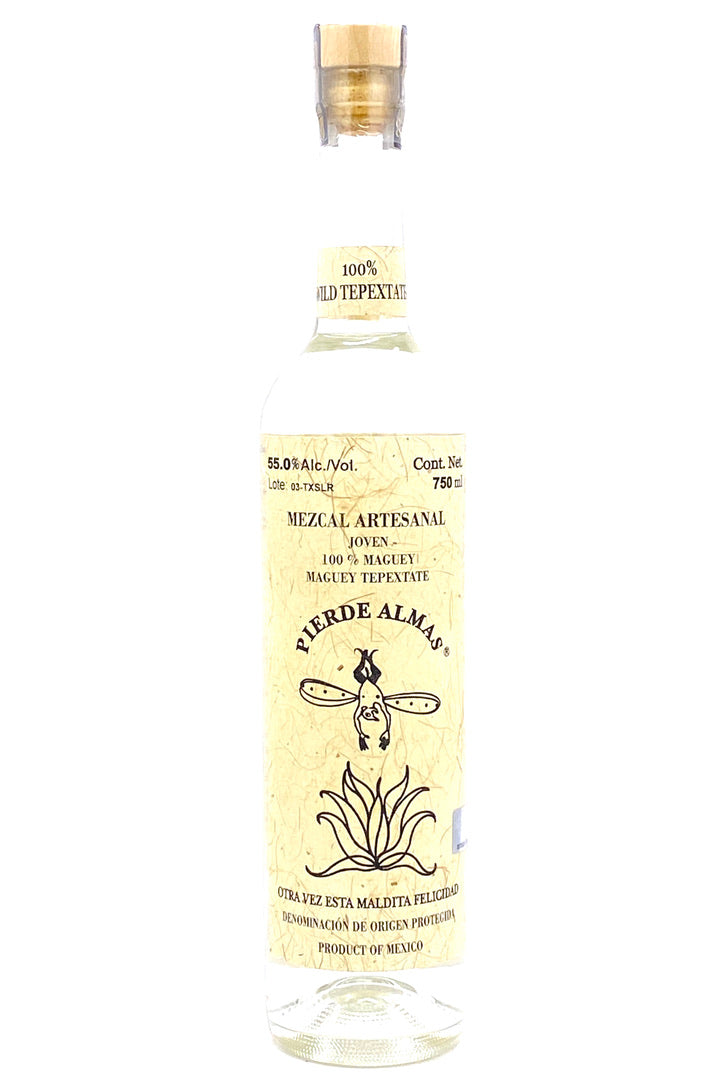 100%
WILD TEPEXTATE
55.0% Alc./Vol.
Cont. Net.
Lote: 03-TXSLR
750 ml
MEZCAL ARTESANAL
JOVEN
100 % MAGUEY
MAGUEY TEPEXTATE
PIERDE ALMAS®
OTRA VEZ ESTA MALDITA FELICIDAD
DENOMINACIÓN DE ORIGEN PROTEGIDA
PRODUCT OF MEXICO